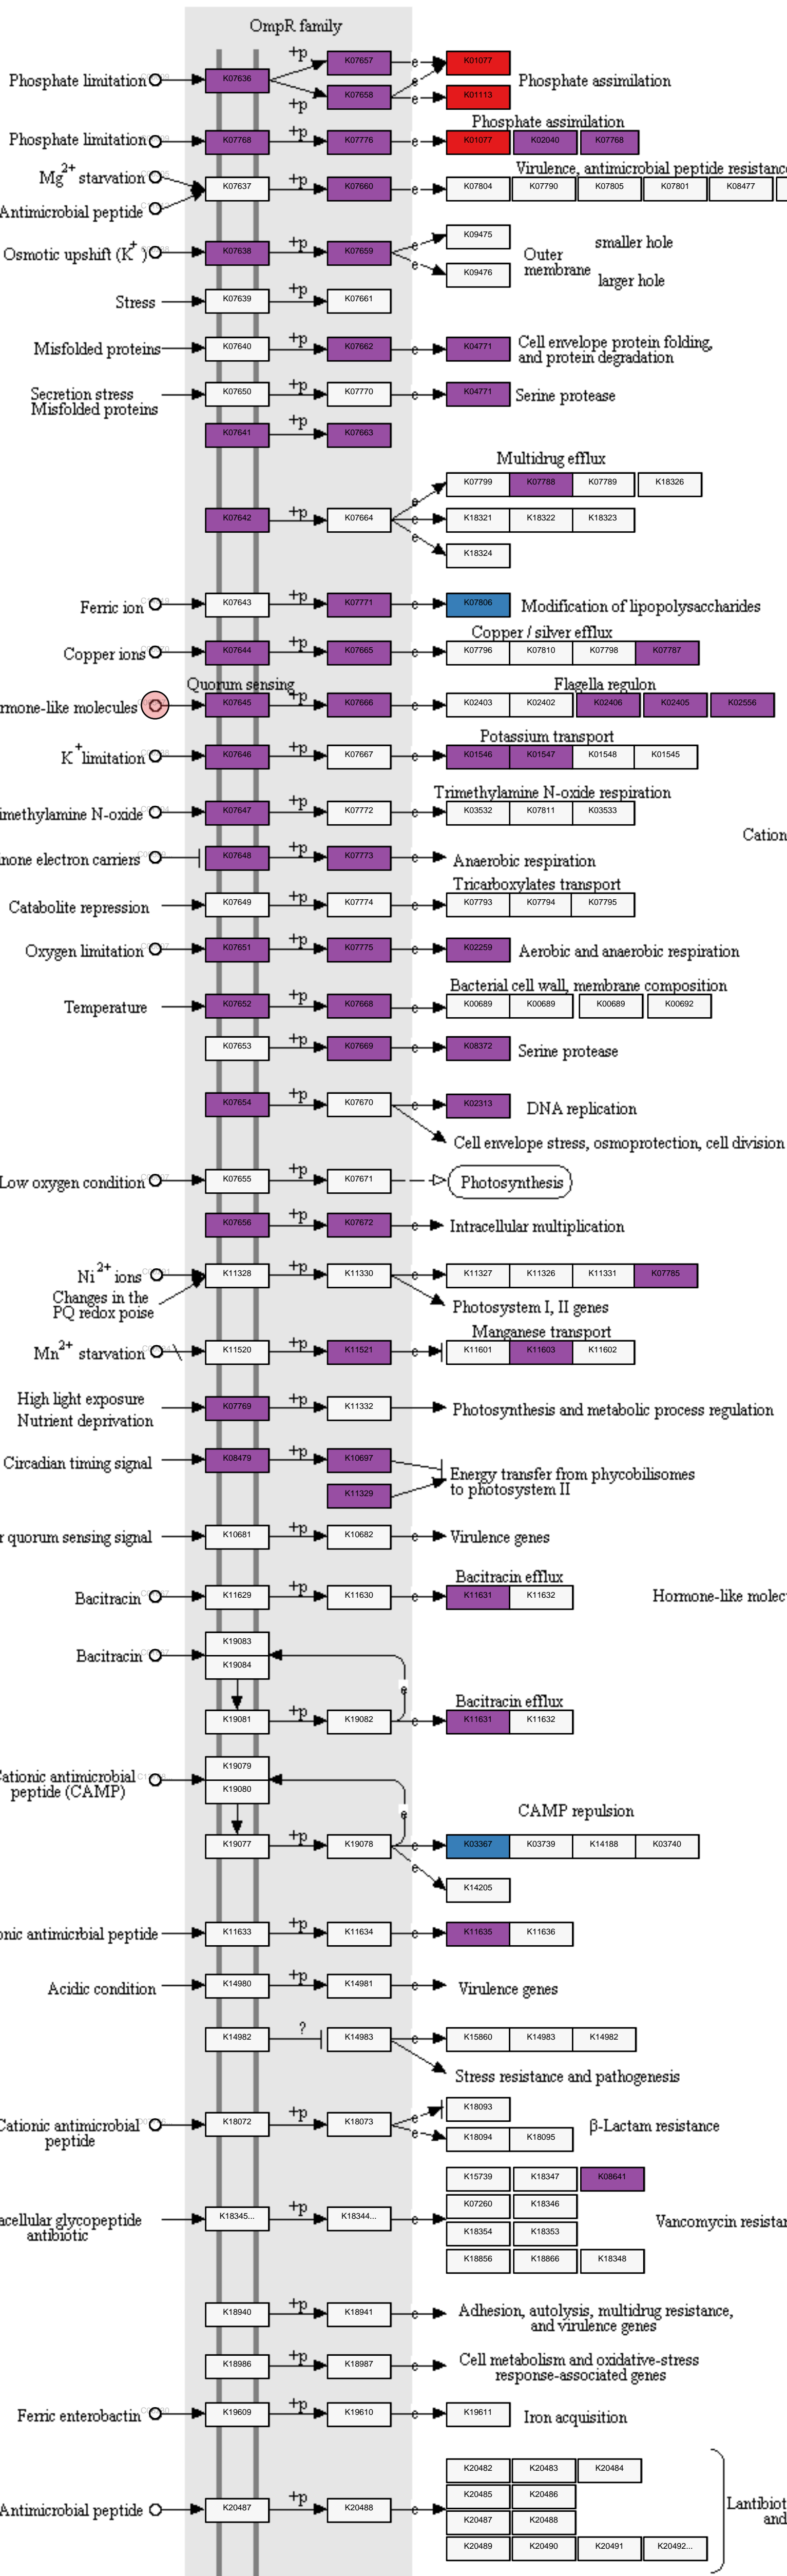 OmpR family
Phosphate limitation K07636 +p +p K07657 K07658 e e e K01077 K01113 Phosphate assimilation
Phosphate assimilation
Phosphate limitation K07768 +p K07776 e K01077 K02040 K07768
Virulence, antimicrobial peptide resistance
Mg2+ starvation
Antimicrobial peptide K07637 +p K07660 e K07804 K07790 K07805 K07801 K08477
Osmotic upshift (K+) K07638 +p K07659 e e K09475 K09476
Outer membrane
smaller hole
larger hole
Stress K07639 +p K07661
Misfolded proteins K07640 +p K07662 e K04771 Cell envelope protein folding,
and protein degradation
Secretion stress
Misfolded proteins K07650 +p K07770 e K04771 Serine protease
K07641 +p K07663
Multidrug efflux
K07799 K07788 K07789 K18326
K07642 +p K07664 e e e K18321 K18322 K18323
K18324
Ferric ion K07643 +p K07771 e K07806 Modification of lipopolysaccharides
Copper / silver efflux
Copper ions K07644 +p K07665 e K07796 K07810 K07798 K07787
Quorum sensing
Flagella regulon
rmone-like molecules K07645 +p K07666 e K02403 K02402 K02406 K02405 K02556
Potassium transport
K+ limitation K07646 +p K07667 e K01546 K01547 K01548 K01545
Trimethylamine N-oxide respiration
imethylamine N-oxide K07647 +p K07772 e K03532 K07811 K03533
Cation
inone electron carriers K07648 +p K07773 e Anaerobic respiration
Tricarboxylates transport
Catabolite repression K07649 +p K07774 e K07793 K07794 K07795
Oxygen limitation K07651 +p K07775 e K02259 Aerobic and anaerobic respiration
Bacterial cell wall, membrane composition
Temperature K07652 +p K07668 e K00689 K00689 K00689 K00692
K07653 +p K07669 e K08372 Serine protease
K07654 +p K07670 e K02313 DNA replication
Cell envelope stress, osmoprotection, cell division
Low oxygen condition K07655 +p K07671 Photosynthesis
K07656 +p K07672 e Intracellular multiplication
Ni2+ ions K11328 +p K11330 e K11327 K11326 K11331 K07785
Changes in the
PQ redox poise
Photosystem I, II genes
Manganese transport
Mn2+ starvation K11520 +p K11521 e K11601 K11603 K11602
High light exposure
Nutrient deprivation K07769 +p K11332 Photosynthesis and metabolic process regulation
Circadian timing signal K08479 +p K10697 K11329 Energy transfer from phycobilisomes
to photosystem II
r quorum sensing signal K10681 +p K10682 e Virulence genes
Bacitracin efflux
Bacitracin K11629 +p K11630 e K11631 K11632
Hormone-like molec
Bacitracin K19083 K19084 e
Bacitracin efflux
K19081 +p K19082 e K11631 K11632
Cationic antimicrobial
peptide (CAMP) K19079 K19080 e
CAMP repulsion
K19077 +p K19078 e e K03367 K03739 K14188 K03740
K14205
onic antimicrbial peptide K11633 +p K11634 e K11635 K11636
Acidic condition K14980 +p K14981 e Virulence genes
K14982 ? K14983 e K15860 K14983 K14982
Stress resistance and pathogenesis
Cationic antimicrobial
peptide K18072 +p K18073 e e K18093 K18094 K18095 β-Lactam resistance
acellular glycopeptide
antibiotic K18345... +p K18344... e
K15739 K18347 K08641
K07260 K18346
K18354 K18353
K18856 K18866 K18348
Vancomycin resistan
K18940 +p K18941 e Adhesion, autolysis, multidrug resistance,
and virulence genes
K18986 +p K18987 e Cell metabolism and oxidative-stress
response-associated genes
Ferric enterobactin K19609 +p K19610 e K19611 Iron acquisition
Antimicrobial peptide K20487 +p K20488 e
K20482 K20483 K20484
K20485 K20486
K20487 K20488
K20489 K20490 K20491 K20492...
Lantibiot
and